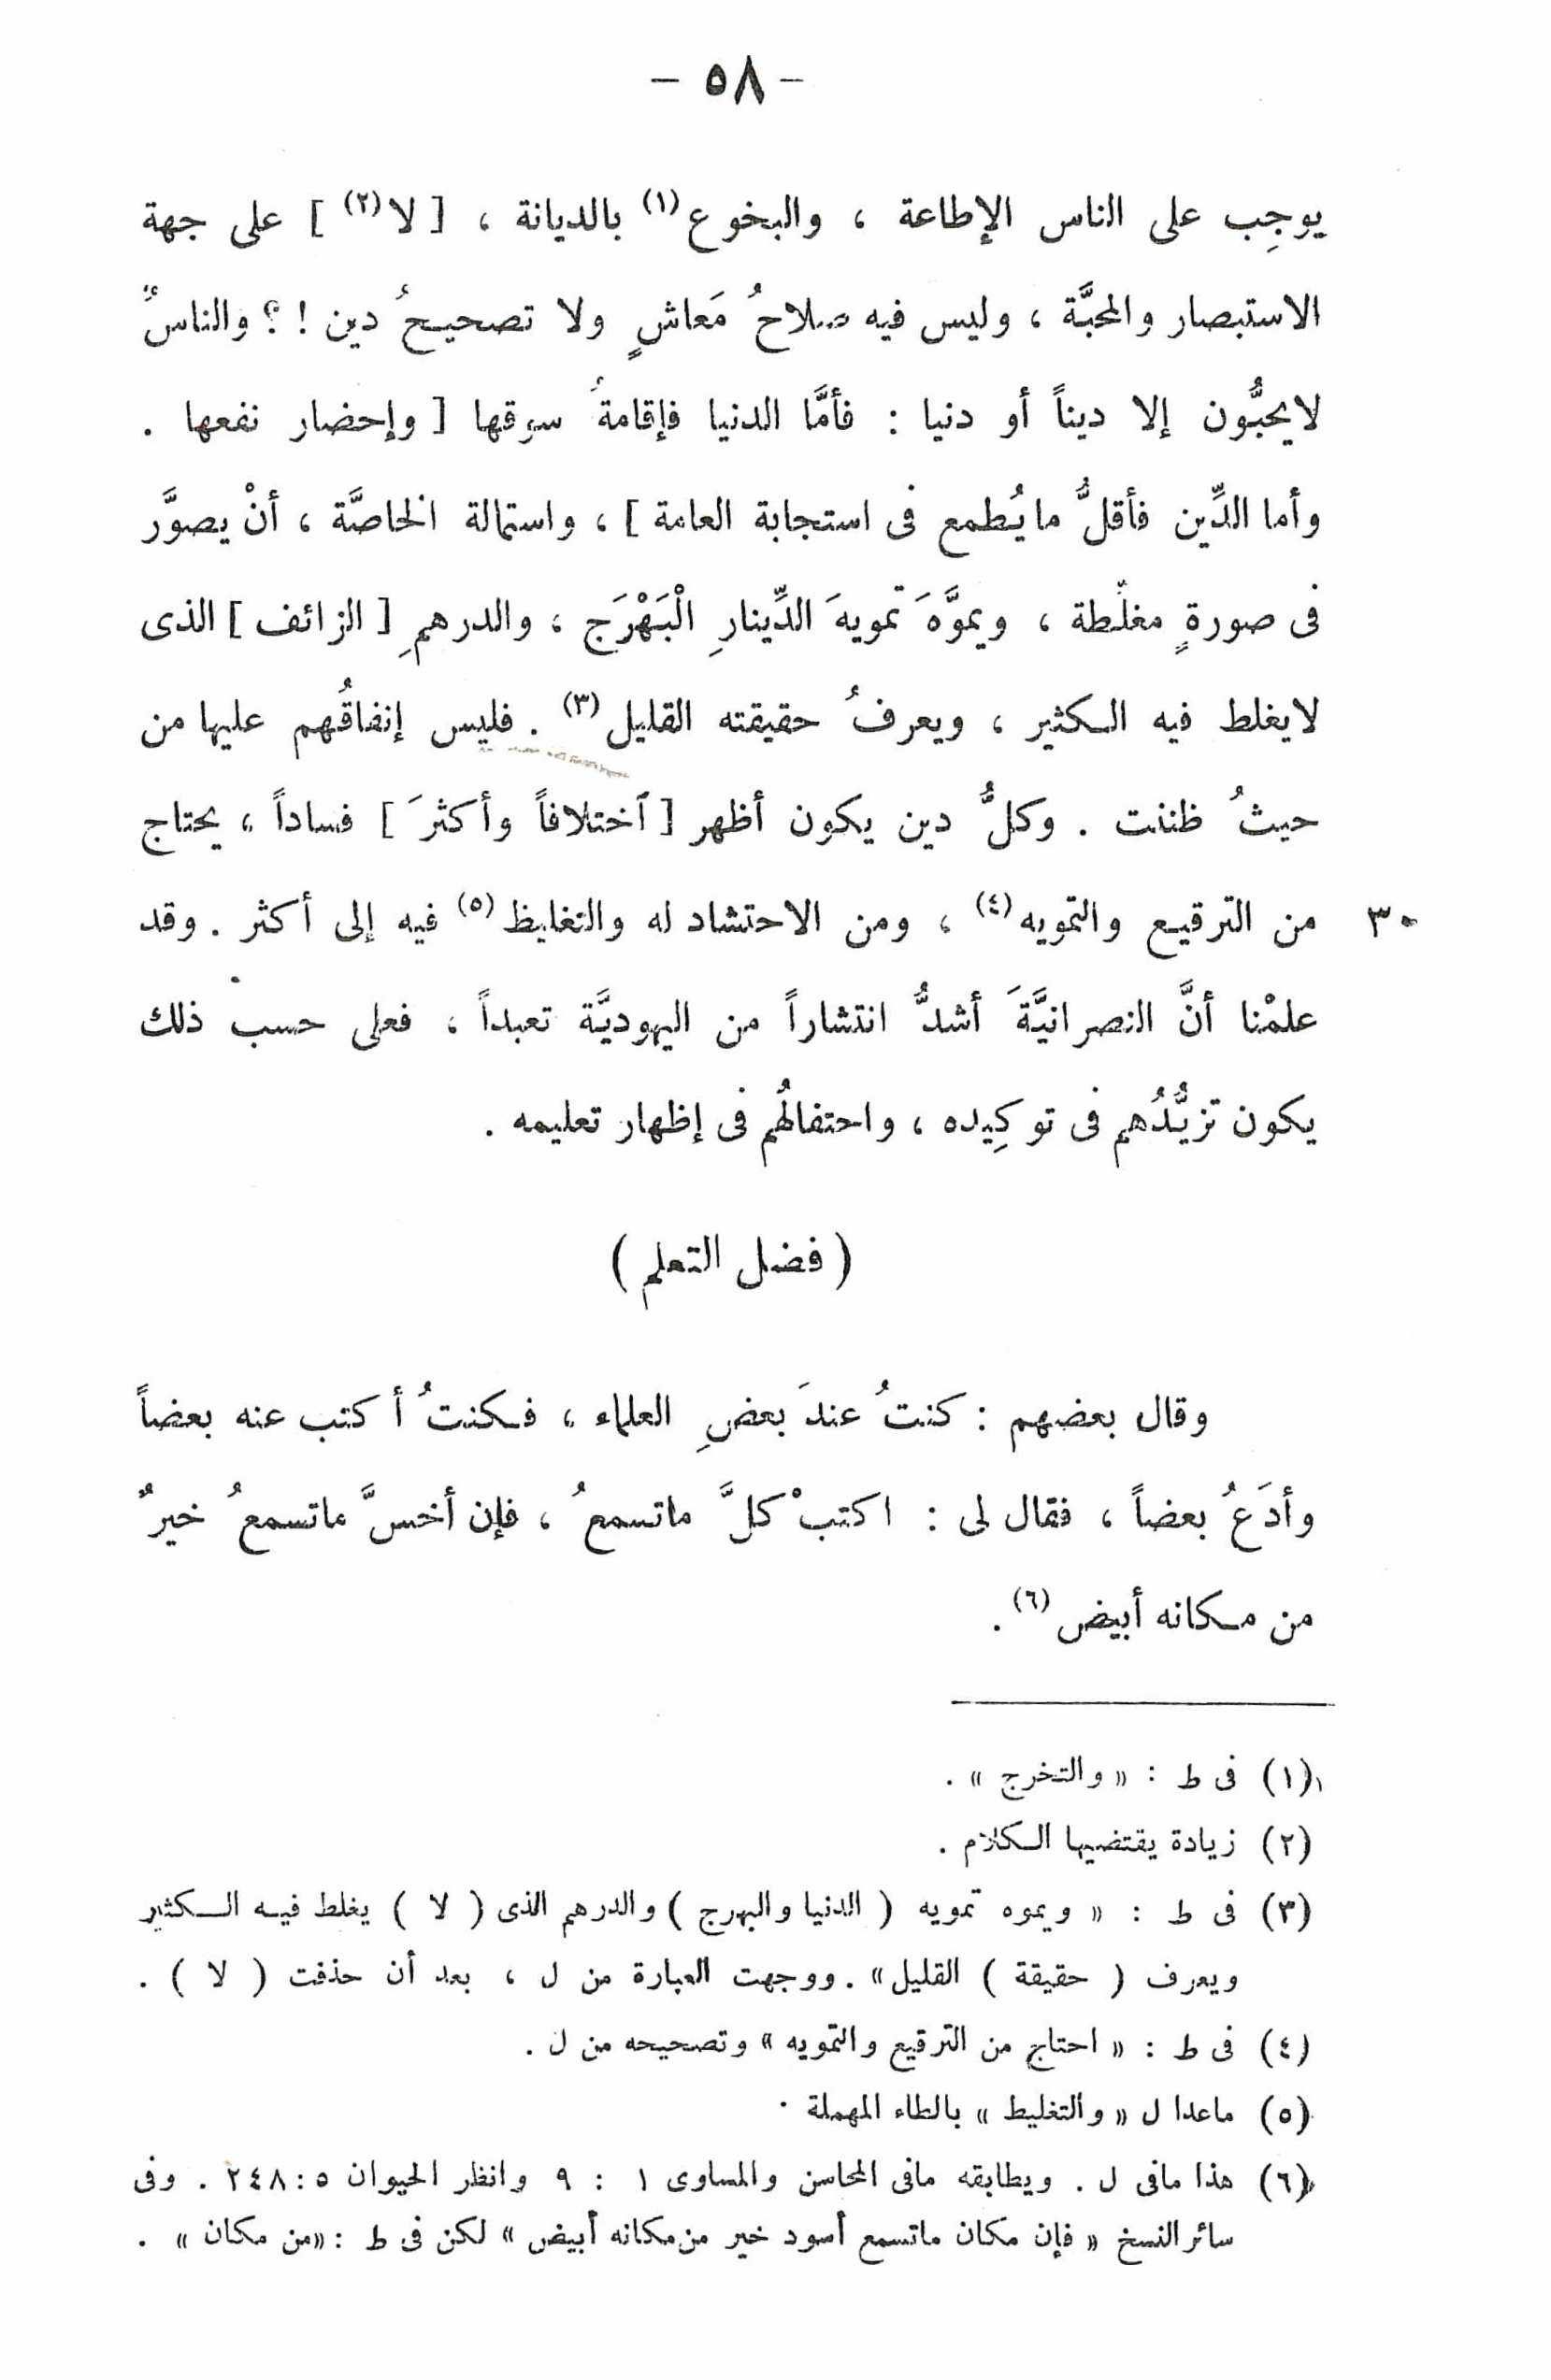 - ٥٨ -
يوجِب على الناس الإطاعة ، والبخوع (١) بالديانة ، [ لا (٢) ] على جهة
الاستبصار والمحبَّة ، وليس فيه صلاحُ مَعاشٍ ولا تصحيحُ دين ! ؟ والناسُ
لايحبُّون إلا ديناً أو دنيا : فأمَّا الدنيا فإقامةُ سوقها [ وإحضار نفعها .
وأما الدِّين فأقلُّ مايُطمع فى استجابة العامة ] ، واستمالة الخاصَّة ، أنْ يصوَّر
فى صورةٍ مغلّطة ، ويموَّهَ تمويهَ الدِّينارِ الْبَهْرَج ، والدرهمِ [ الزائف ] الذى
لايغلط فيه الكثير ، ويعرفُ حقيقته القليل (٣) . فليس إنفاقُهم عليها من
حيثُ ظننت . وكلُّ دين يكون أظهر [ اختلافاً وأكثرَ ] فساداً ، يحتاج
٣٠ من الترقيع والتمويه (٤) ، ومن الاحتشاد له والتغليظ (٥) فيه إلى أكثر . وقد
علمْنا أنَّ النصرانيَّةَ أشدُّ انتشاراً من اليهوديَّة تعبداً ، فعلى حسب ذلك
يكون تزيُّدُهم فى توكِيده ، واحتفالُهم فى إظهار تعليمه .
( فضل التعلم )
وقال بعضهم : كنتُ عندَ بعضِ العلماء ، فكنتُ أكتب عنه بعضاً
وأدَعُ بعضاً ، فقال لى : اكتبْ كلَّ ماتسمعُ ، فإن أخسَّ ماتسمعُ خيرٌ
من مكانه أبيض (٦) .
(١) فى ط : « والتخرج » .
(٢) زيادة يقتضيها الكلام .
(٣) فى ط : « ويموه تمويه ( الدنيا والبهرج ) والدرهم الذى ( لا ) يغلط فيه الكثير
ويعرف ( حقيقة ) القليل » . ووجهت العبارة من ل ، بعد أن حذفت ( لا ) .
(٤) فى ط : « احتاج من الترقيع والتمويه » وتصحيحه من ل .
(٥) ماعدا ل « والتغليط » بالطاء المهملة .
(٦) هذا مافى ل . ويطابقه مافى المحاسن والمساوى ١ : ٩ وانظر الحيوان ٥ : ٢٤٨ . وفى
سائر النسخ « فإن مكان ماتسمع أسود خير من مكانه أبيض » لكن فى ط : « من مكان » .